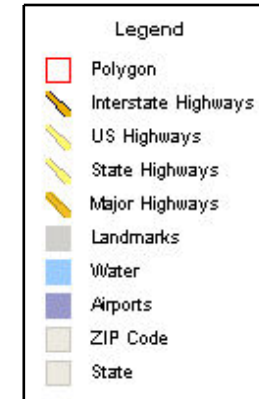 Legend
Polygon
Interstate Highways
US Highways
State Highways
Major Highways
Landmarks
Water
Airports
ZIP Code
State